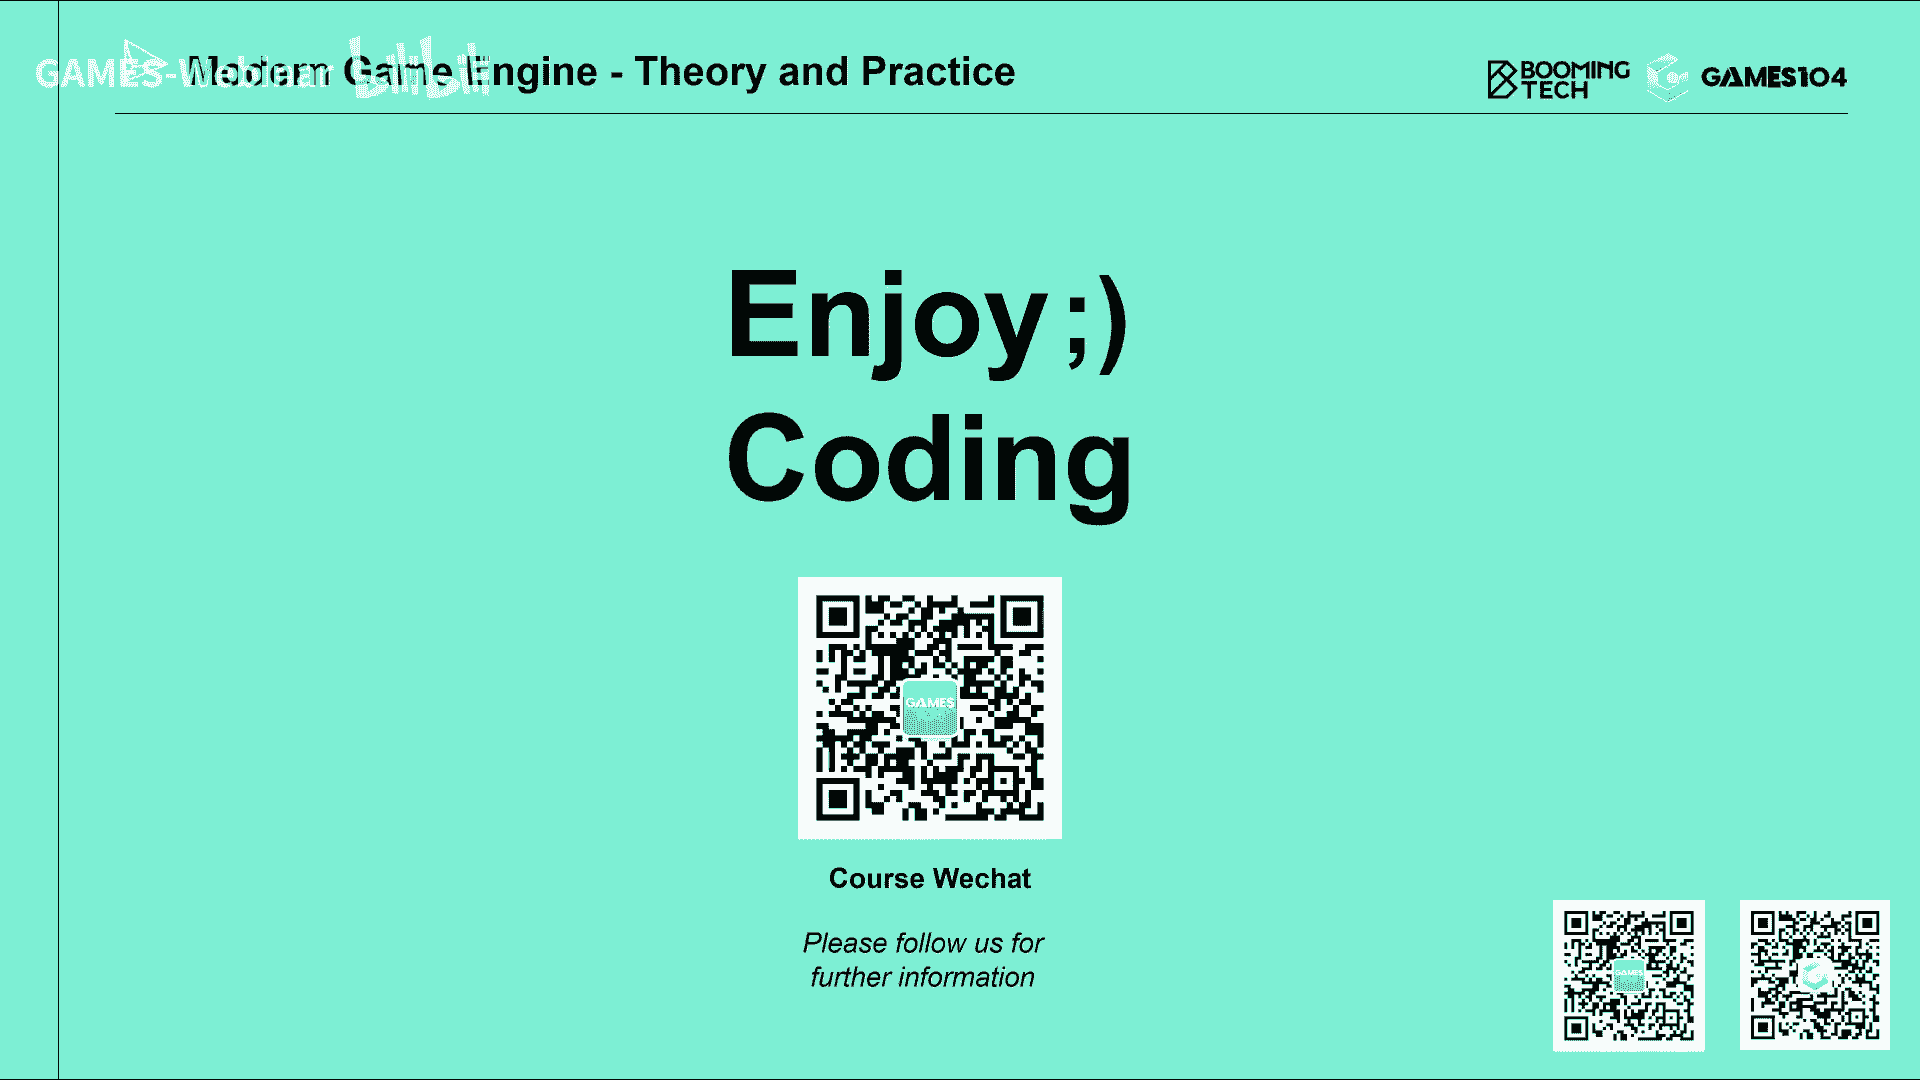 GAMES-Webinar bilibili
Modern Game Engine - Theory and Practice
BOOMING
TECH
GAMES104
Enjoy ;)
Coding
GAMES
Course Wechat
Please follow us for
further information
GAMES